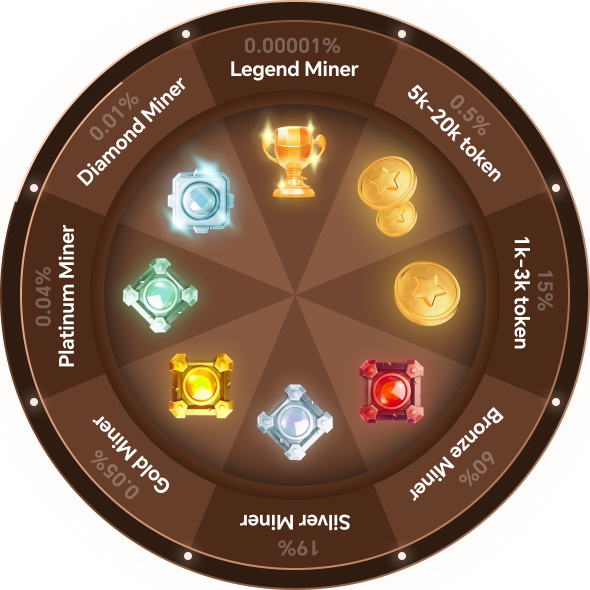 0.00001%
Legend Miner
0.5%
5k-20k token
15%
1k-3k token
Bronze Miner
60%
Silver Miner
19%
Gold Miner
0.05%
Platinum Miner
0.04%
Diamond Miner
0.01%